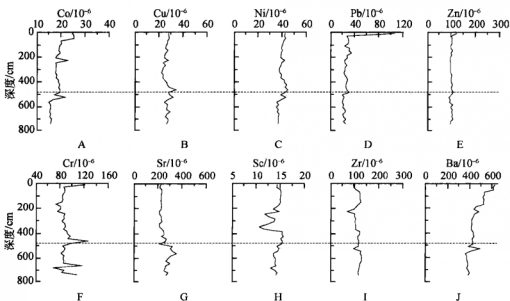 Co/10⁻⁶ Cu/10⁻⁶ Ni/10⁻⁶ Pb/10⁻⁶ Zn/10⁻⁶
10 20 30 0 20 40 60 0 20 40 60 0 40 80 120 0 100 200 300
0
200
400
600
800
深度/cm
A B C D E
Cr/10⁻⁶ Sr/10⁻⁶ Sc/10⁻⁶ Zr/10⁻⁶ Ba/10⁻⁶
40 80 120 160 0 200 400 600 5 10 15 20 0 100 200 300 0 200 400 600
0
200
400
600
800
深度/cm
F G H I J